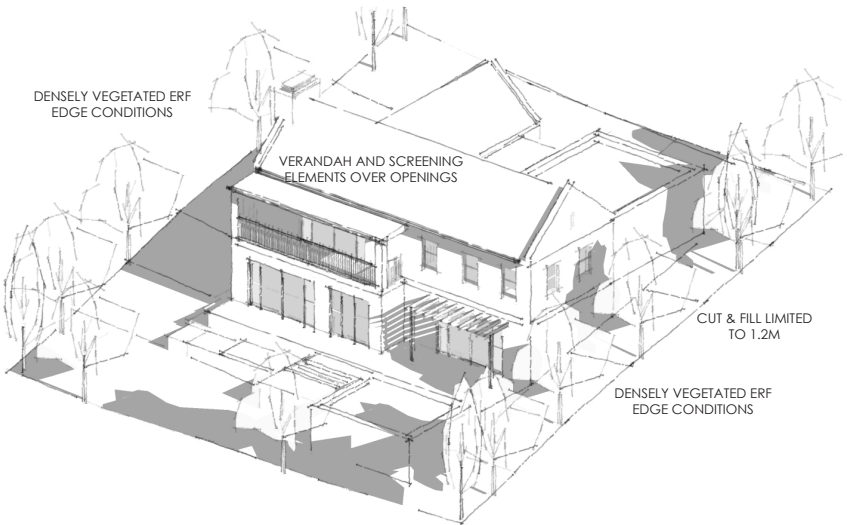 DENSELY VEGETATED ERF
EDGE CONDITIONS
VERANDAH AND SCREENING
ELEMENTS OVER OPENINGS
CUT & FILL LIMITED
TO 1.2M
DENSELY VEGETATED ERF
EDGE CONDITIONS